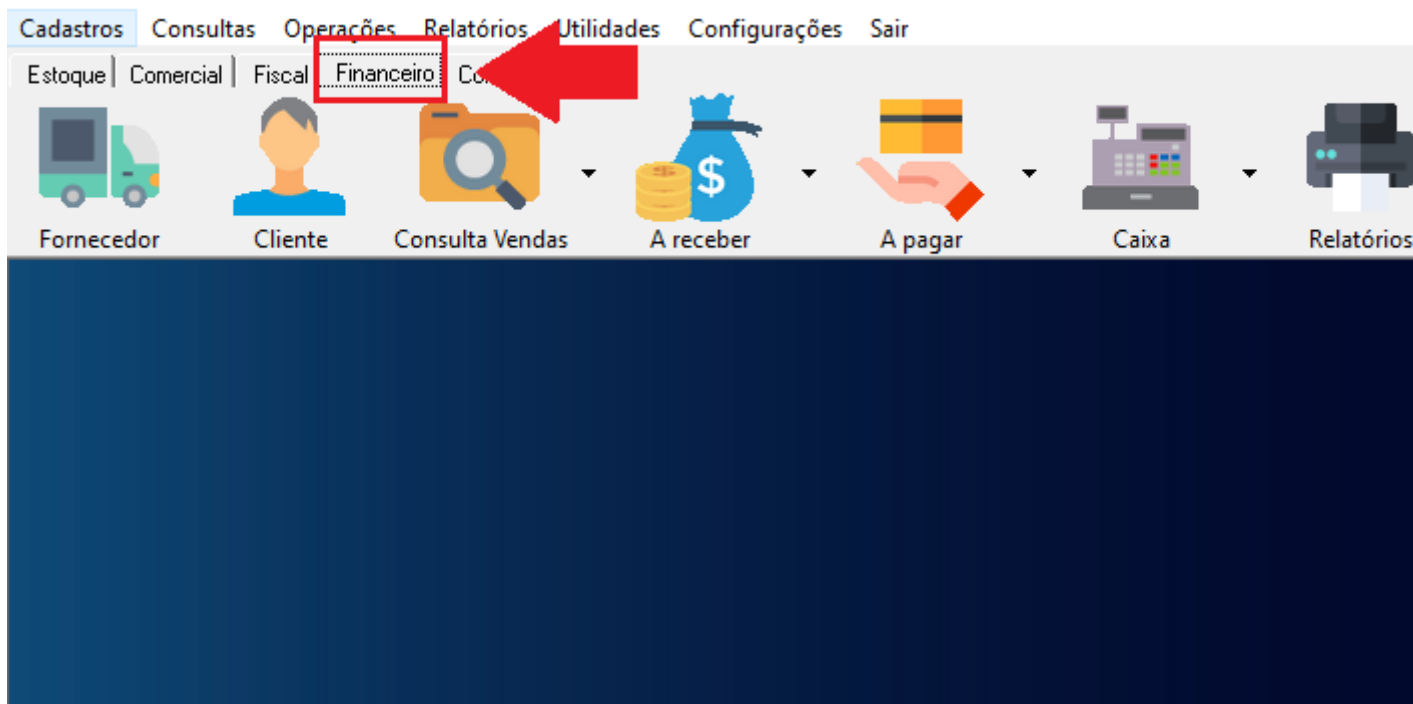 Cadastros Consultas Operações Relatórios Utilidades Configurações Sair
Estoque Comercial Fiscal Financeiro
$
Fornecedor Cliente Consulta Vendas A receber A pagar Caixa Relatórios